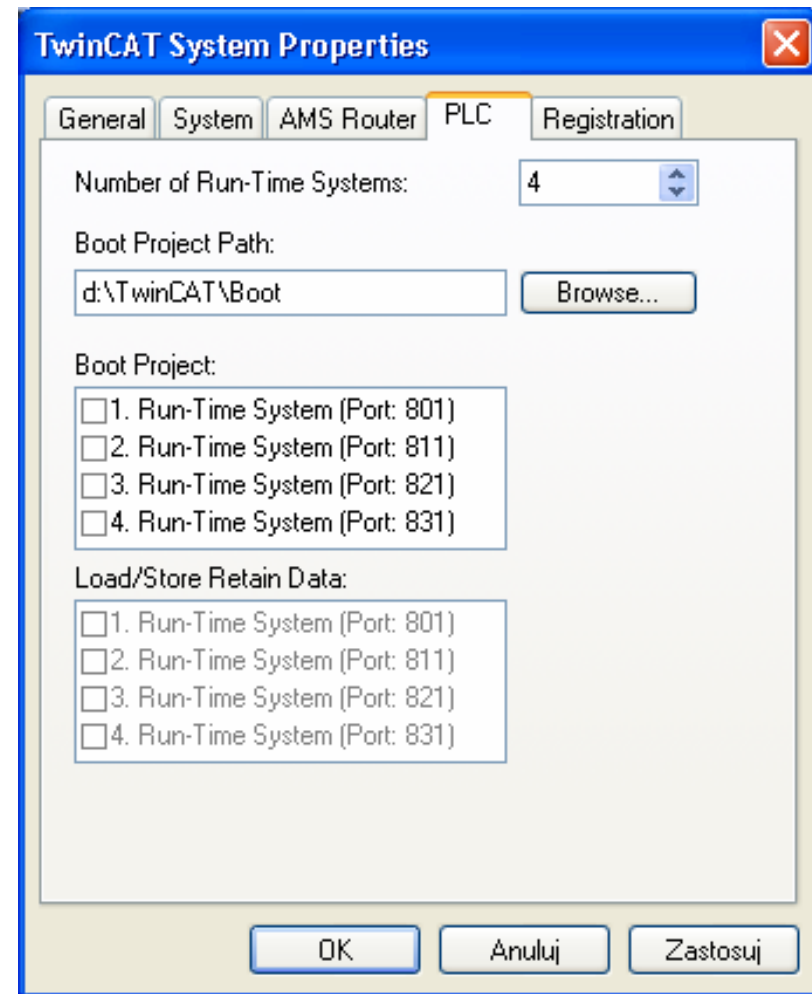 TwinCAT System Properties
General System AMS Router PLC Registration
Number of Run-Time Systems: 4
Boot Project Path:
d:\TwinCAT\Boot Browse...
Boot Project:
1. Run-Time System (Port: 801)
2. Run-Time System (Port: 811)
3. Run-Time System (Port: 821)
4. Run-Time System (Port: 831)
Load/Store Retain Data:
1. Run-Time System (Port: 801)
2. Run-Time System (Port: 811)
3. Run-Time System (Port: 821)
4. Run-Time System (Port: 831)
OK Anuluj Zastosuj